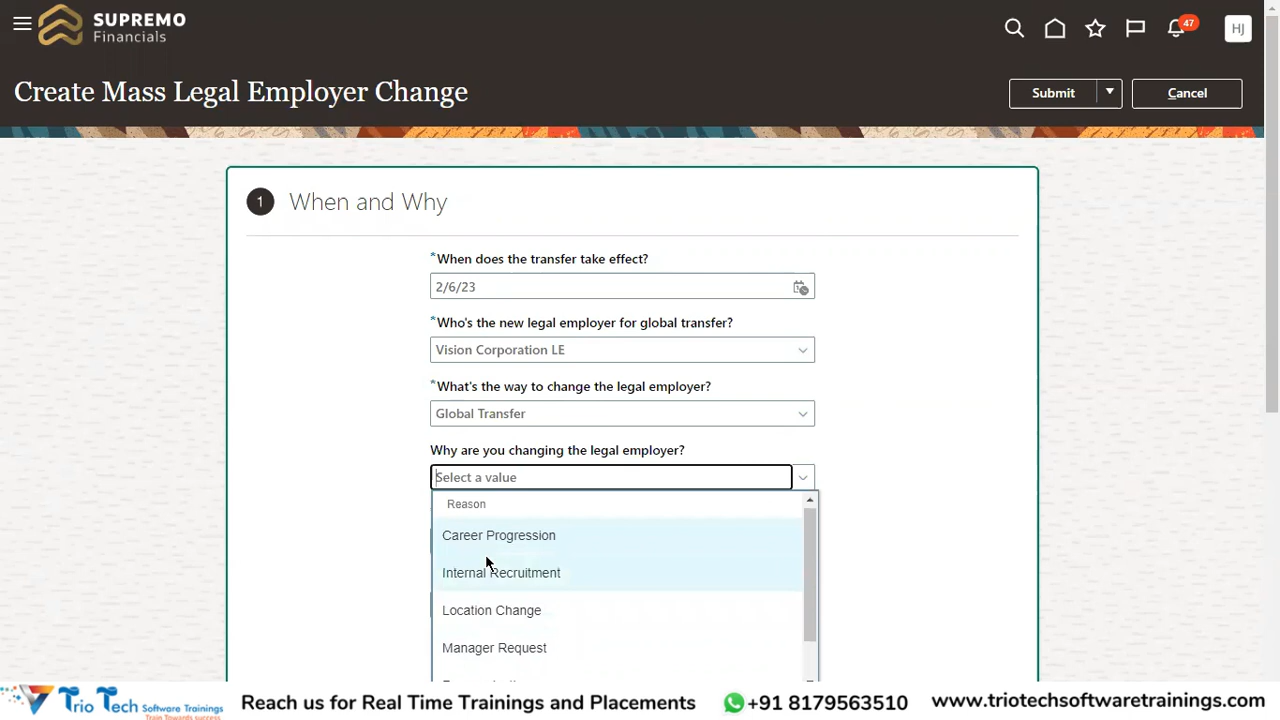 SUPREMO
Financials
47
HJ
Create Mass Legal Employer Change
Submit
Cancel
1 When and Why
*When does the transfer take effect?
2/6/23
*Who's the new legal employer for global transfer?
Vision Corporation LE
*What's the way to change the legal employer?
Global Transfer
Why are you changing the legal employer?
Select a value
Reason
Career Progression
Internal Recruitment
Location Change
Manager Request
Trio Tech Software Trainings
Train Towards success
Reach us for Real Time Trainings and Placements
+91 8179563510
www.triotechsoftwaretrainings.com